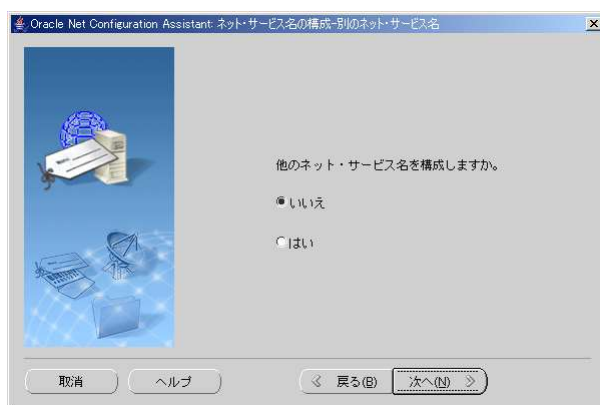 Oracle Net Configuration Assistant: ネット・サービス名の構成-別のネット・サービス名
他のネット・サービス名を構成しますか。
いいえ
はい
取消
ヘルプ
戻る(B)
次へ(N)